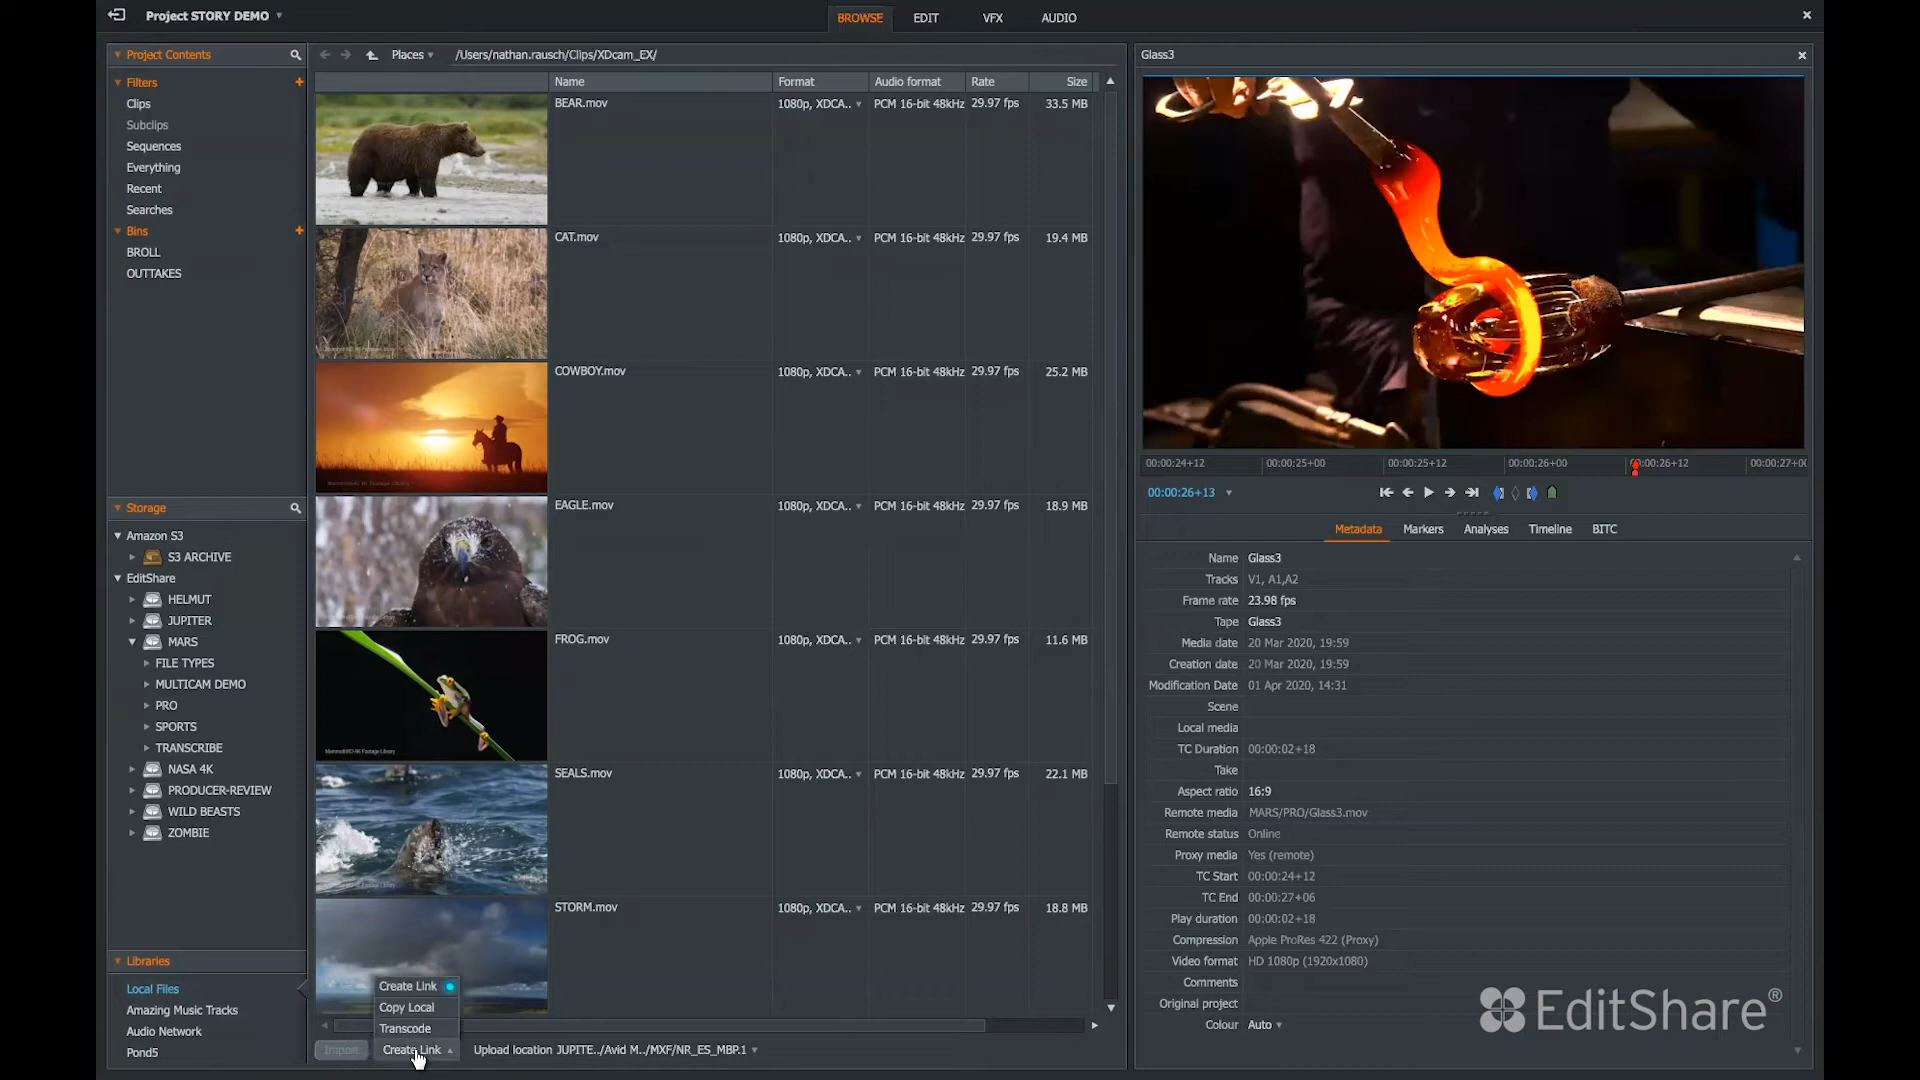 Project STORY DEMO
BROWSE EDIT VFX AUDIO
Project Contents
Filters
Clips
Subclips
Sequences
Everything
Recent
Searches
Bins
BROLL
OUTTAKES
Storage
Amazon S3
S3 ARCHIVE
EditShare
HELMUT
JUPITER
MARS
FILE TYPES
MULTICAM DEMO
PRO
SPORTS
TRANSCRIBE
NASA 4K
PRODUCER-REVIEW
WILD BEASTS
ZOMBIE
Libraries
Local Files
Amazing Music Tracks
Audio Network
Pond5
Places /Users/nathan.rausch/Clips/XDcam_EX/
Name Format Audio format Rate Size
BEAR.mov 1080p, XDCA.. PCM 16-bit 48kHz 29.97 fps 33.5 MB
CAT.mov 1080p, XDCA.. PCM 16-bit 48kHz 29.97 fps 19.4 MB
COWBOY.mov 1080p, XDCA.. PCM 16-bit 48kHz 29.97 fps 25.2 MB
EAGLE.mov 1080p, XDCA.. PCM 16-bit 48kHz 29.97 fps 18.9 MB
FROG.mov 1080p, XDCA.. PCM 16-bit 48kHz 29.97 fps 11.6 MB
SEALS.mov 1080p, XDCA.. PCM 16-bit 48kHz 29.97 fps 22.1 MB
STORM.mov 1080p, XDCA.. PCM 16-bit 48kHz 29.97 fps 18.8 MB
Create Link
Copy Local
Transcode
Import Create Link Upload location JUPITE../Avid M../MXF/NR_ES_MBP.1
Glass3
00:00:24+12 00:00:25+00 00:00:25+12 00:00:26+00 00:00:26+12 00:00:27+00
00:00:26+13
Metadata Markers Analyses Timeline BITC
Name Glass3
Tracks V1, A1,A2
Frame rate 23.98 fps
Tape Glass3
Media date 20 Mar 2020, 19:59
Creation date 20 Mar 2020, 19:59
Modification Date 01 Apr 2020, 14:31
Scene
Local media
TC Duration 00:00:02+18
Take
Aspect ratio 16:9
Remote media MARS/PRO/Glass3.mov
Remote status Online
Proxy media Yes (remote)
TC Start 00:00:24+12
TC End 00:00:27+06
Play duration 00:00:02+18
Compression Apple ProRes 422 (Proxy)
Video format HD 1080p (1920x1080)
Comments
Original project
Colour Auto
EditShare®